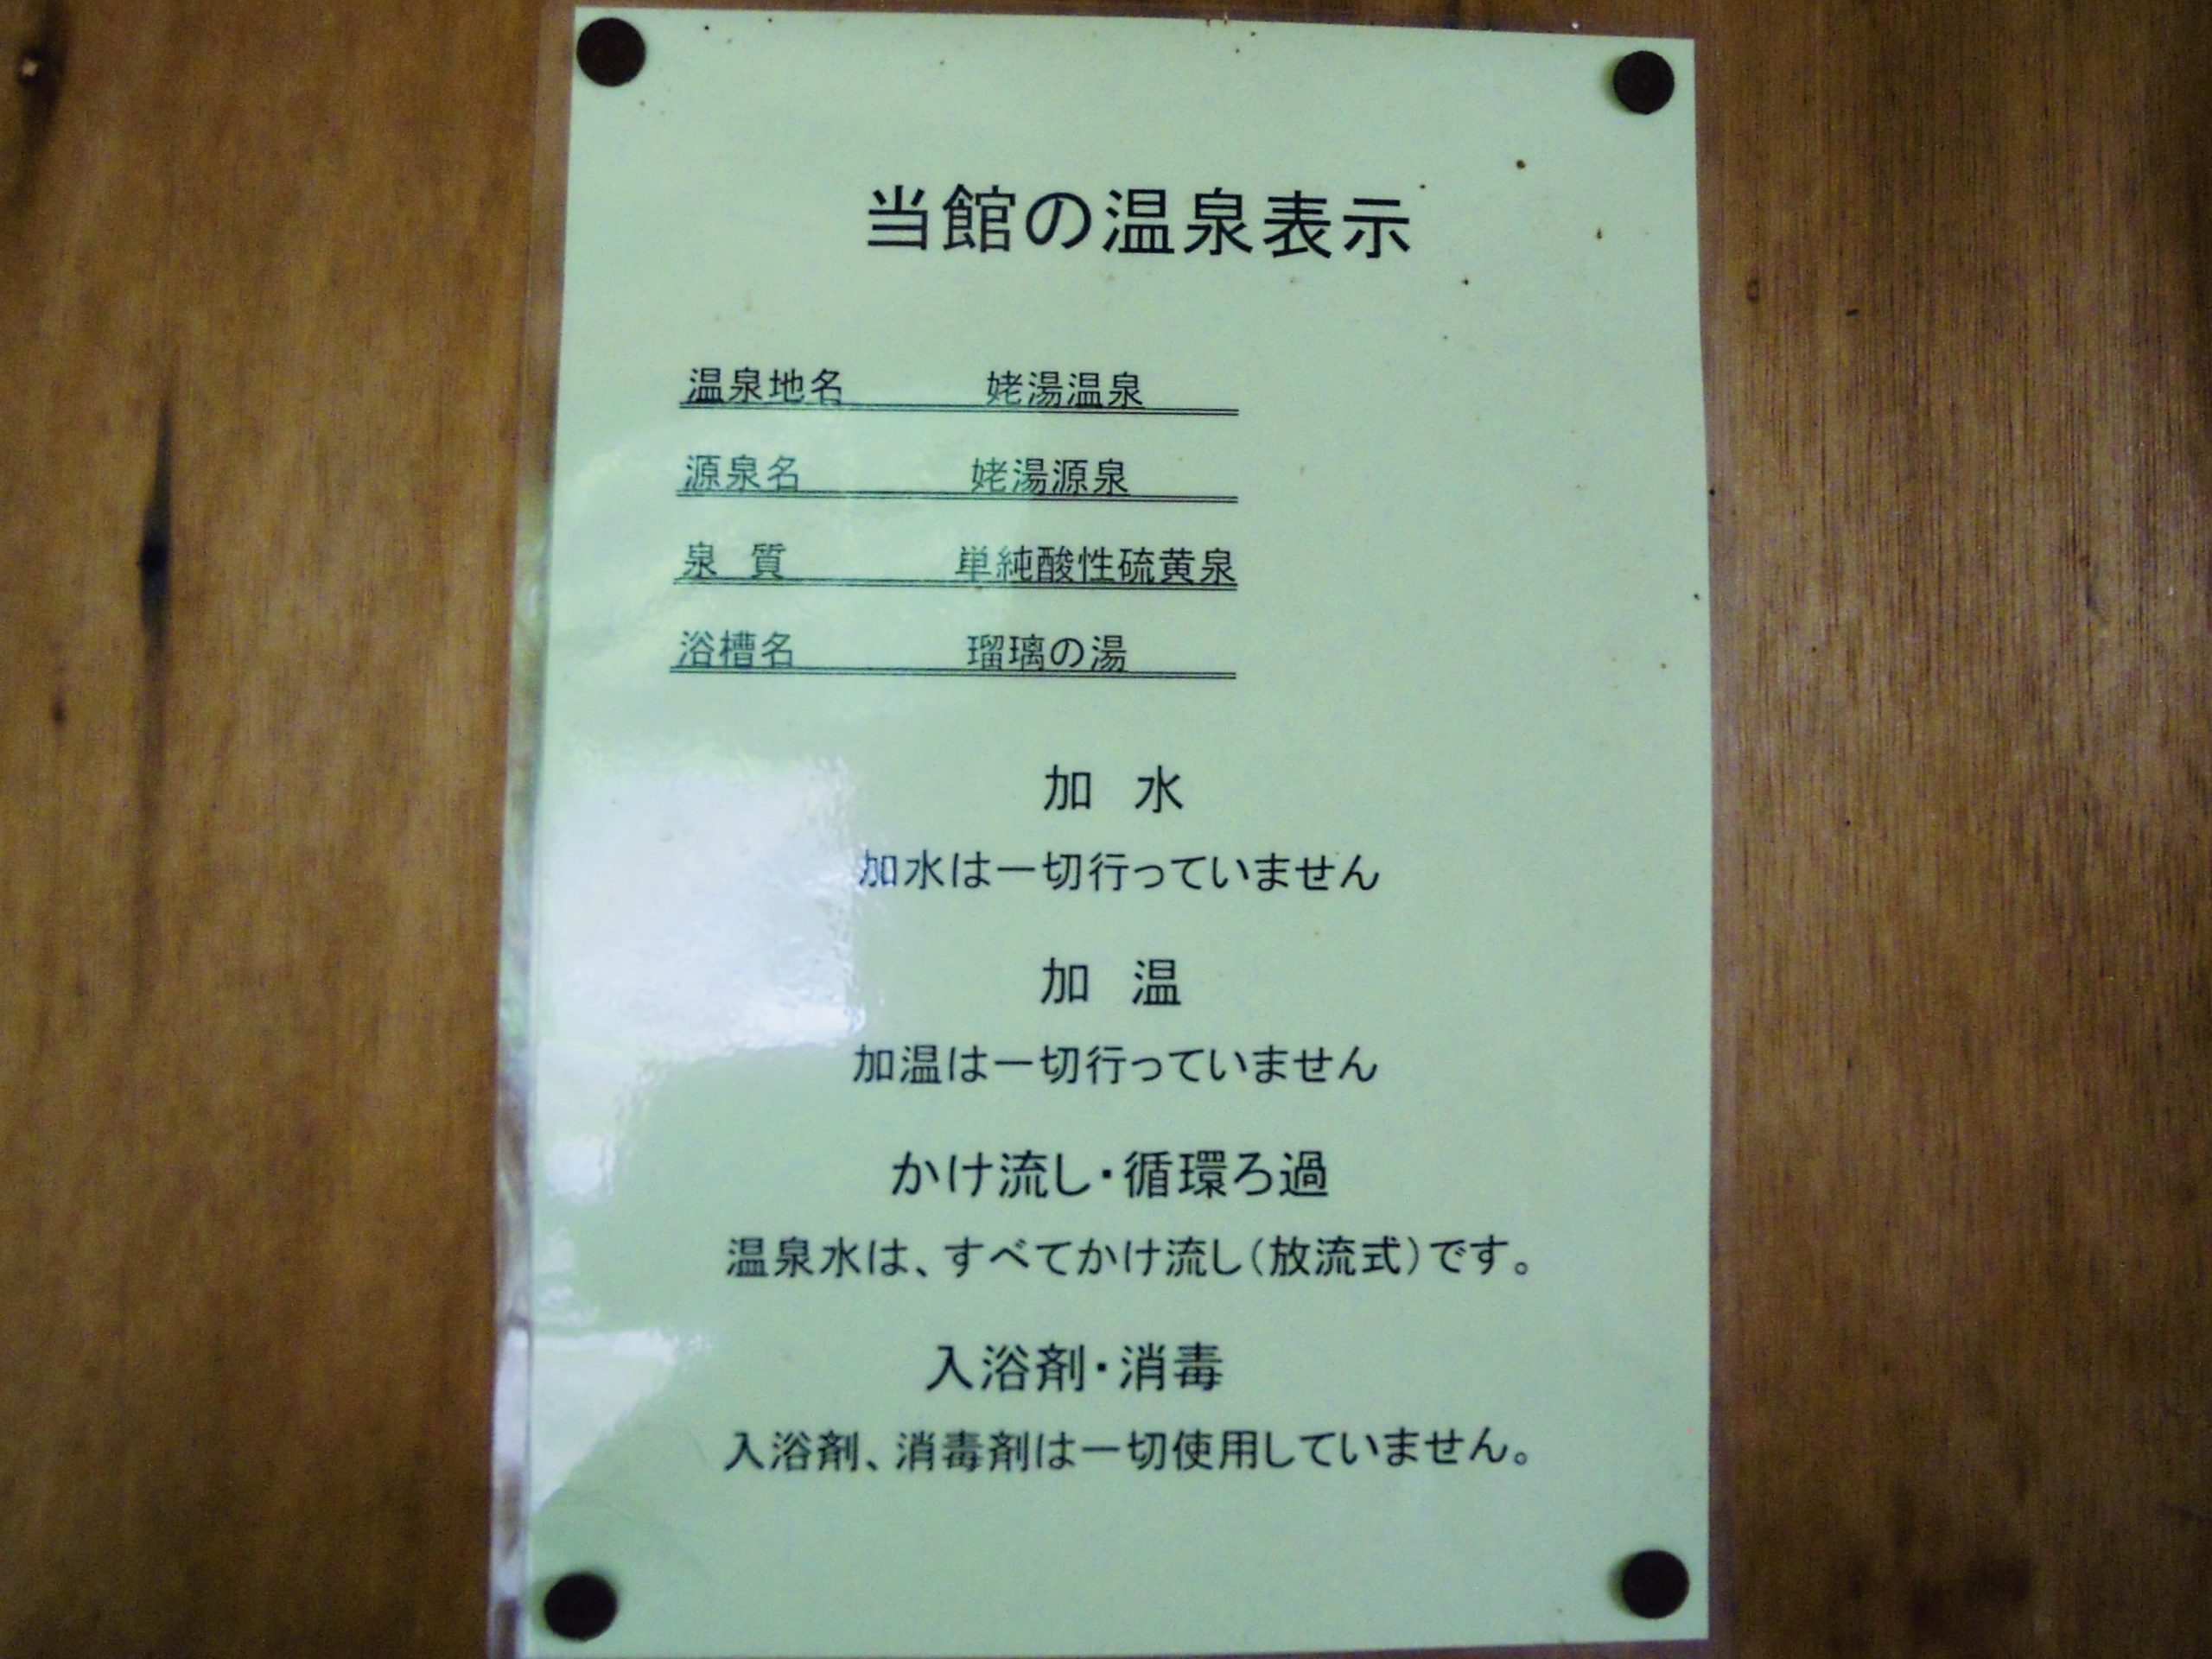 当館の温泉表示
温泉地名　姥湯温泉
源泉名　姥湯源泉
泉　質　単純酸性硫黄泉
浴槽名　瑠璃の湯
加　水
加水は一切行っていません
加　温
加温は一切行っていません
かけ流し・循環ろ過
温泉水は、すべてかけ流し（放流式）です。
入浴剤・消毒
入浴剤、消毒剤は一切使用していません。